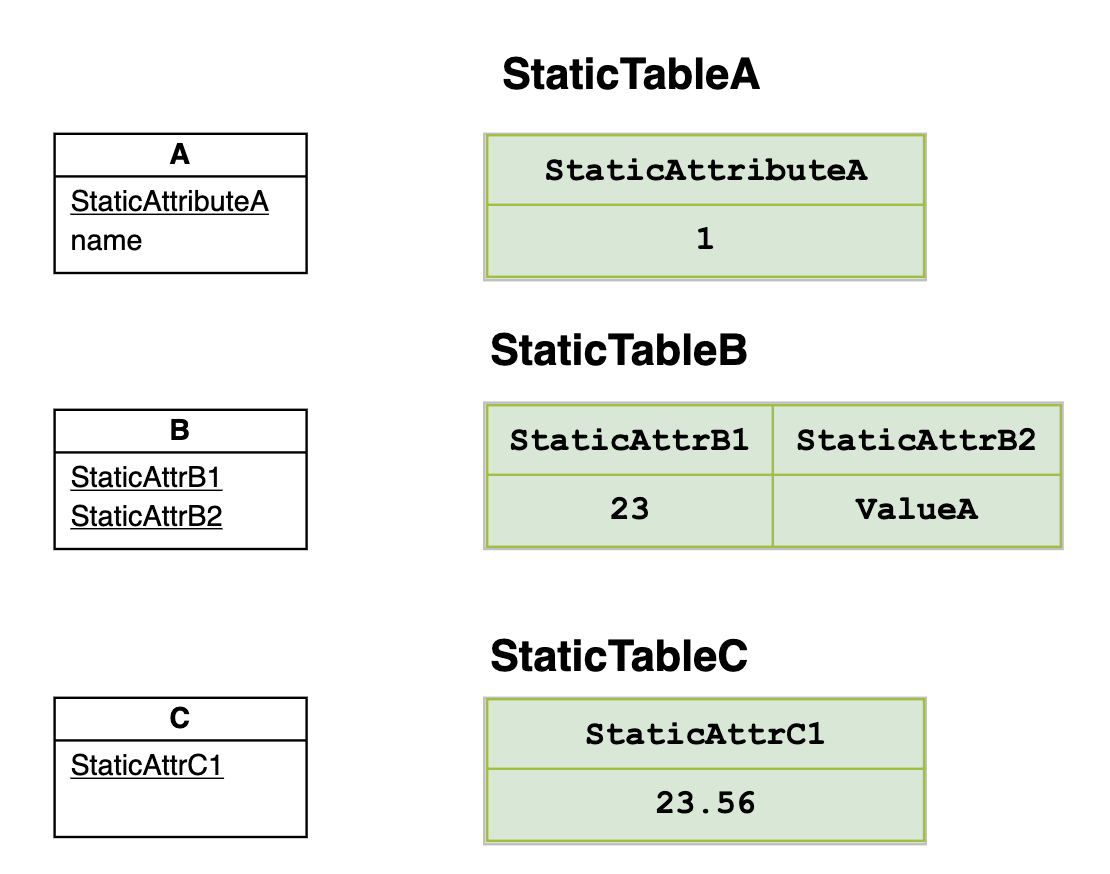 StaticTableA
A
StaticAttributeA
name
StaticAttributeA
1
StaticTableB
B
StaticAttrB1
StaticAttrB2
StaticAttrB1 StaticAttrB2
23 ValueA
StaticTableC
C
StaticAttrC1
StaticAttrC1
23.56